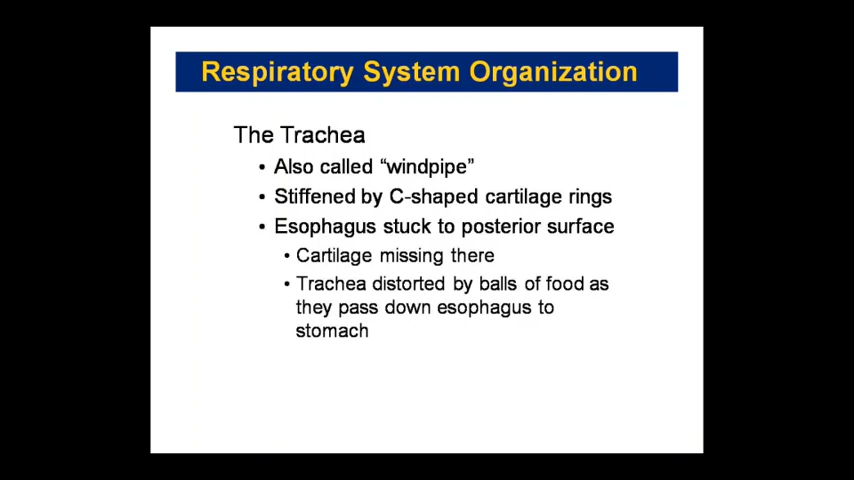 Respiratory System Organization
The Trachea
• Also called “windpipe”
• Stiffened by C-shaped cartilage rings
• Esophagus stuck to posterior surface
• Cartilage missing there
• Trachea distorted by balls of food as
they pass down esophagus to
stomach